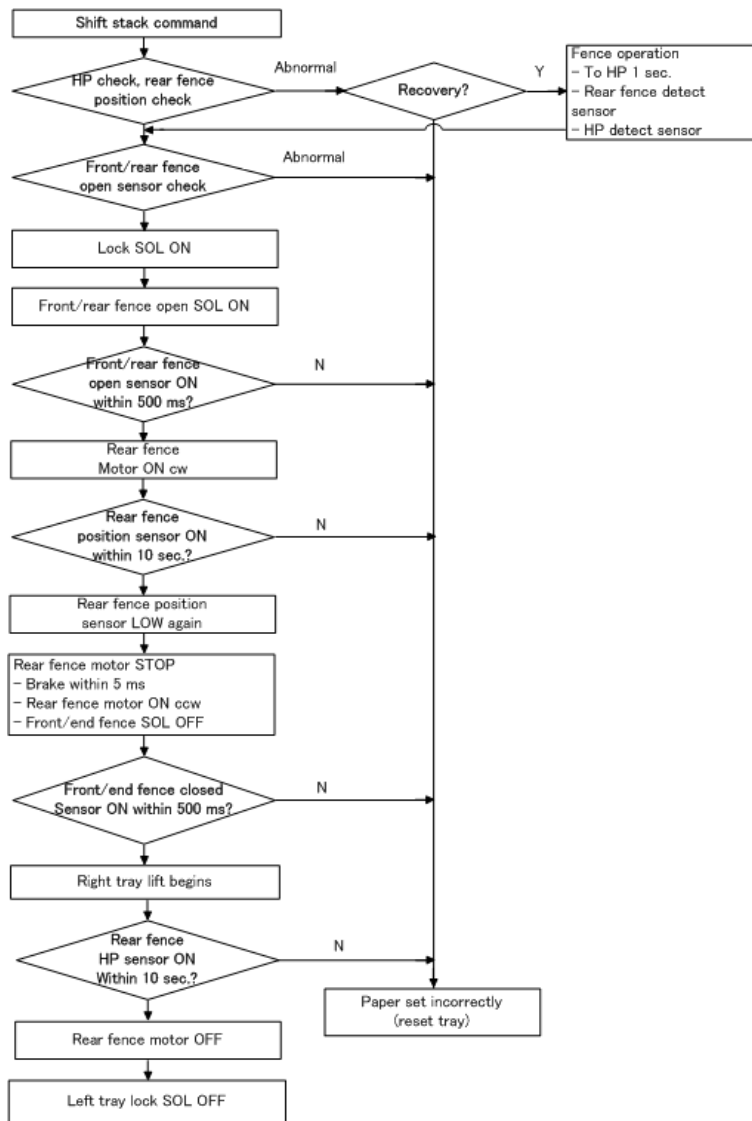 Shift stack command
HP check, rear fence
position check
Abnormal
Recovery?
Y
Fence operation
- To HP 1 sec.
- Rear fence detect
sensor
- HP detect sensor
Front/rear fence
open sensor check
Abnormal
Lock SOL ON
Front/rear fence open SOL ON
Front/rear fence
open sensor ON
within 500 ms?
N
Rear fence
Motor ON cw
Rear fence
position sensor ON
within 10 sec.?
N
Rear fence position
sensor LOW again
Rear fence motor STOP
- Brake within 5 ms
- Rear fence motor ON ccw
- Front/end fence SOL OFF
Front/end fence closed
Sensor ON within 500 ms?
N
Right tray lift begins
Rear fence
HP sensor ON
Within 10 sec.?
N
Paper set incorrectly
(reset tray)
Rear fence motor OFF
Left tray lock SOL OFF